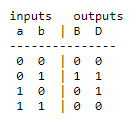 inputs outputs
a b | B D
---------------
0 0 | 0 0
0 1 | 1 1
1 0 | 0 1
1 1 | 0 0